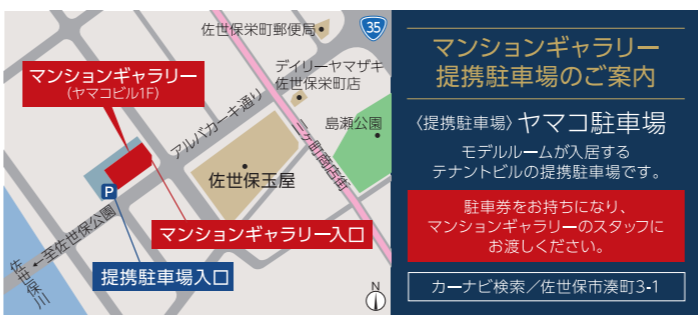 佐世保栄町郵便局
35
デイリーヤマザキ
佐世保栄町店
マンションギャラリー
(ヤマコビル1F)
アルバカーキ通り
島瀬公園
三ヶ町商店街
佐世保玉屋
P
マンションギャラリー入口
←至佐世保公園
佐世保川
提携駐車場入口
N
マンションギャラリー
提携駐車場のご案内
〈提携駐車場〉ヤマコ駐車場
モデルルームが入居する
テナントビルの提携駐車場です。
駐車券をお持ちになり、
マンションギャラリーのスタッフに
お渡しください。
カーナビ検索／佐世保市湊町3-1